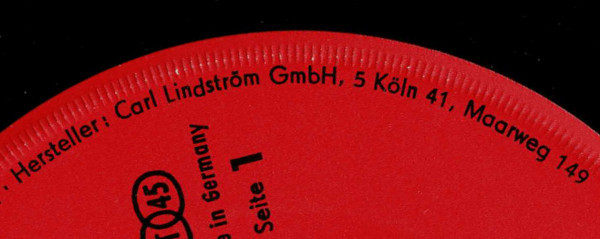 Hersteller: Carl Lindström GmbH, 5 Köln 41, Maarweg 149
45
in Germany
Seite 1